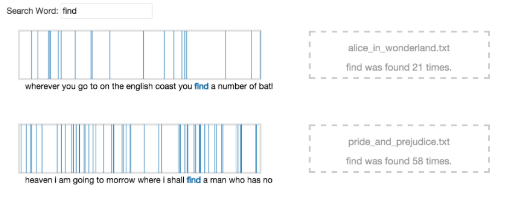 Search Word: find
wherever you go to on the english coast you find a number of bath
alice_in_wonderland.txt
find was found 21 times.
heaven i am going to morrow where i shall find a man who has no
pride_and_prejudice.txt
find was found 58 times.